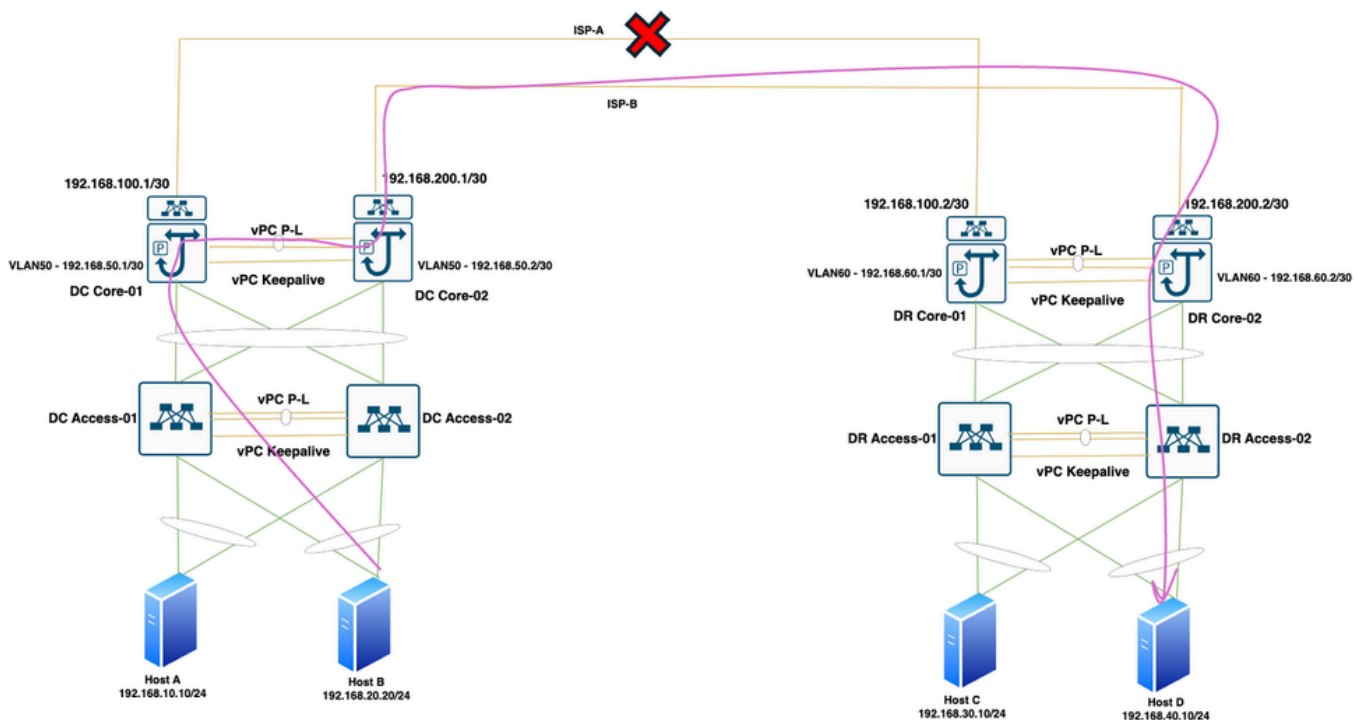 ISP-A
ISP-B
192.168.100.1/30
192.168.200.1/30
192.168.100.2/30
192.168.200.2/30
vPC P-L
P
P
VLAN50 - 192.168.50.1/30
VLAN50 - 192.168.50.2/30
vPC Keepalive
DC Core-01
DC Core-02
vPC P-L
P
P
VLAN60 - 192.168.60.1/30
VLAN60 - 192.168.60.2/30
vPC Keepalive
DR Core-01
DR Core-02
vPC P-L
DC Access-01
DC Access-02
vPC Keepalive
vPC P-L
DR Access-01
DR Access-02
vPC Keepalive
Host A
192.168.10.10/24
Host B
192.168.20.20/24
Host C
192.168.30.10/24
Host D
192.168.40.10/24